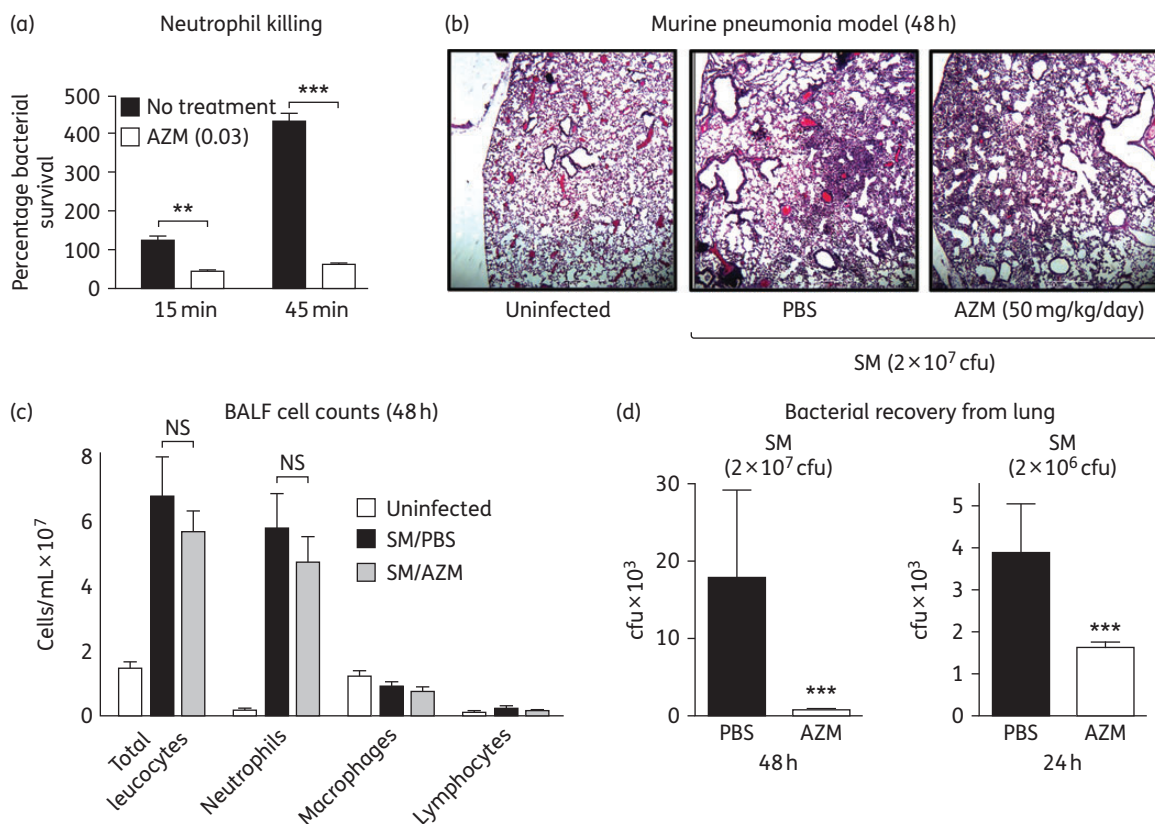 (a) Neutrophil killing
Percentage bacterial
survival
500
400
300
200
100
0
No treatment
AZM (0.03)
**
***
15 min
45 min
(b) Murine pneumonia model (48 h)
Uninfected
PBS
AZM (50 mg/kg/day)
SM (2×10⁷ cfu)
(c) BALF cell counts (48 h)
Cells/mL×10⁷
8
6
4
2
0
NS
NS
Uninfected
SM/PBS
SM/AZM
Total
leucocytes
Neutrophils
Macrophages
Lymphocytes
(d) Bacterial recovery from lung
SM
(2×10⁷ cfu)
cfu×10³
30
20
10
0
***
PBS
AZM
48 h
SM
(2×10⁶ cfu)
cfu×10³
5
4
3
2
1
0
***
PBS
AZM
24 h